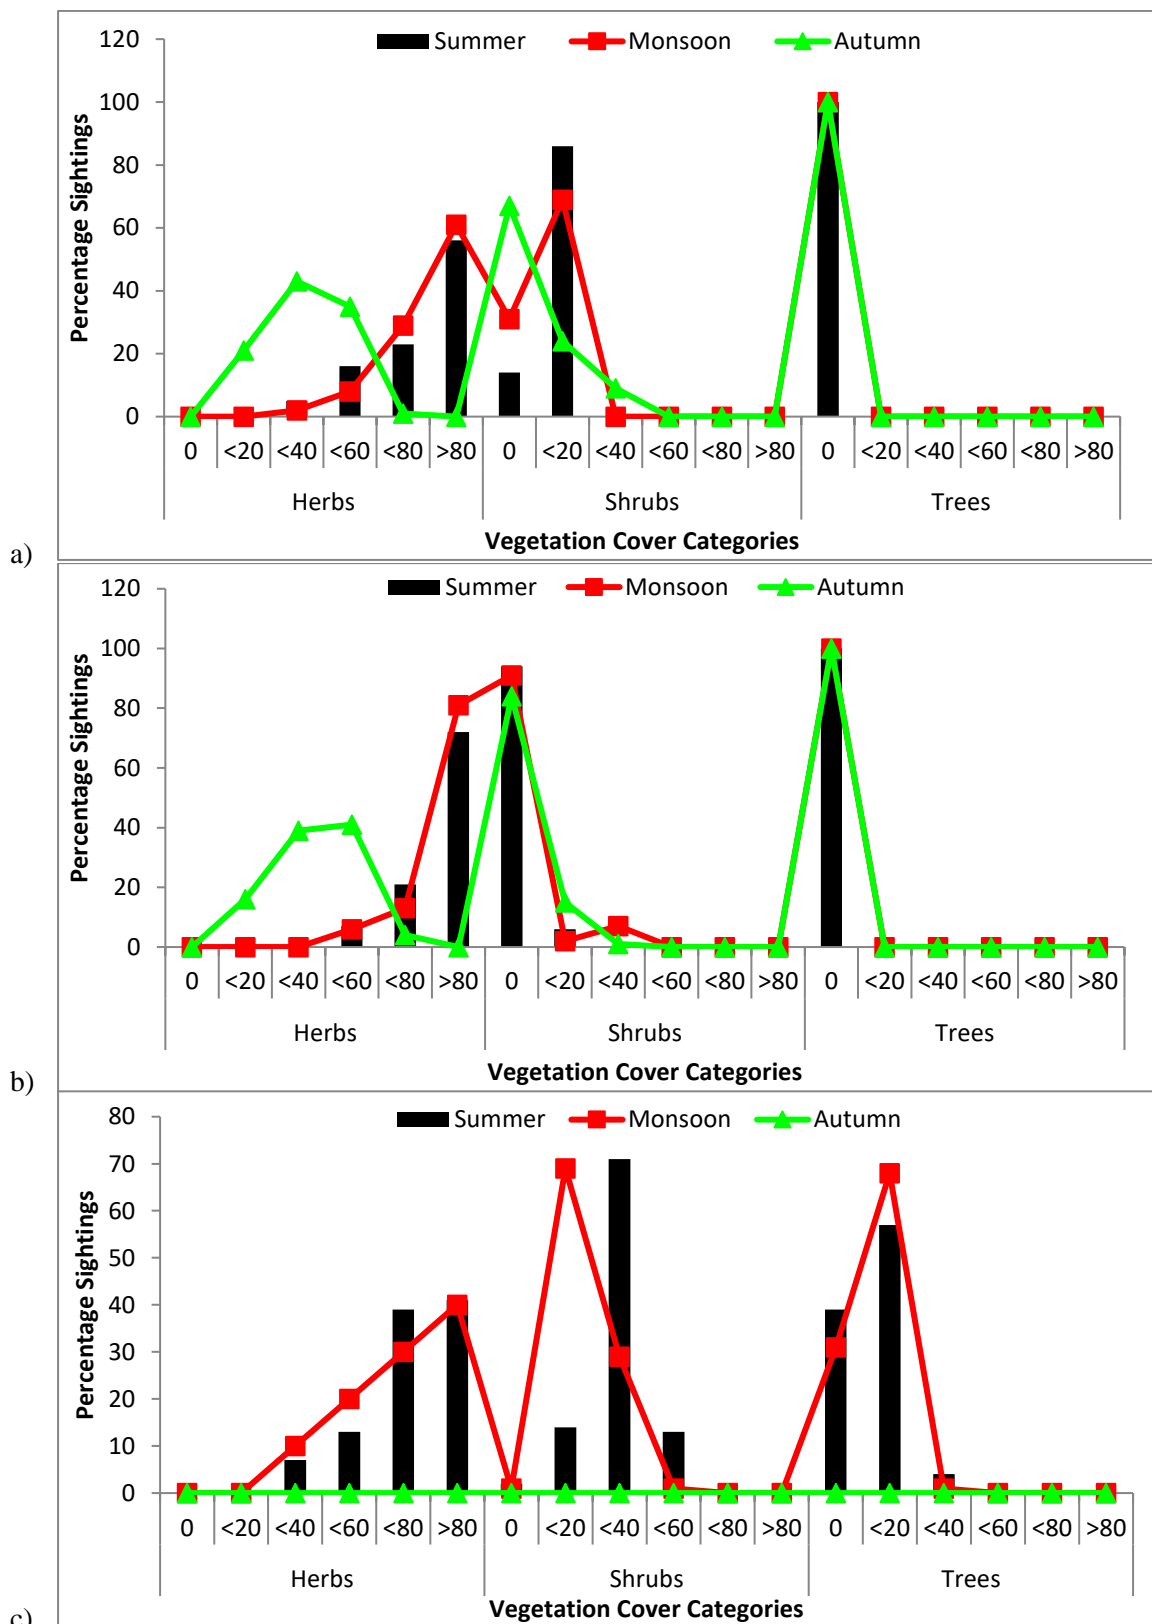 120
Summer Monsoon Autumn
100
80
60
40
20
0
Percentage Sightings
0 <20 <40 <60 <80 >80 0 <20 <40 <60 <80 >80 0 <20 <40 <60 <80 >80
Herbs Shrubs Trees
Vegetation Cover Categories
a)
120
Summer Monsoon Autumn
100
80
60
40
20
0
Percentage Sightings
0 <20 <40 <60 <80 >80 0 <20 <40 <60 <80 >80 0 <20 <40 <60 <80 >80
Herbs Shrubs Trees
Vegetation Cover Categories
b)
80
Summer Monsoon Autumn
70
60
50
40
30
20
10
0
Percentage Sightings
0 <20 <40 <60 <80 >80 0 <20 <40 <60 <80 >80 0 <20 <40 <60 <80 >80
Herbs Shrubs Trees
Vegetation Cover Categories
c)